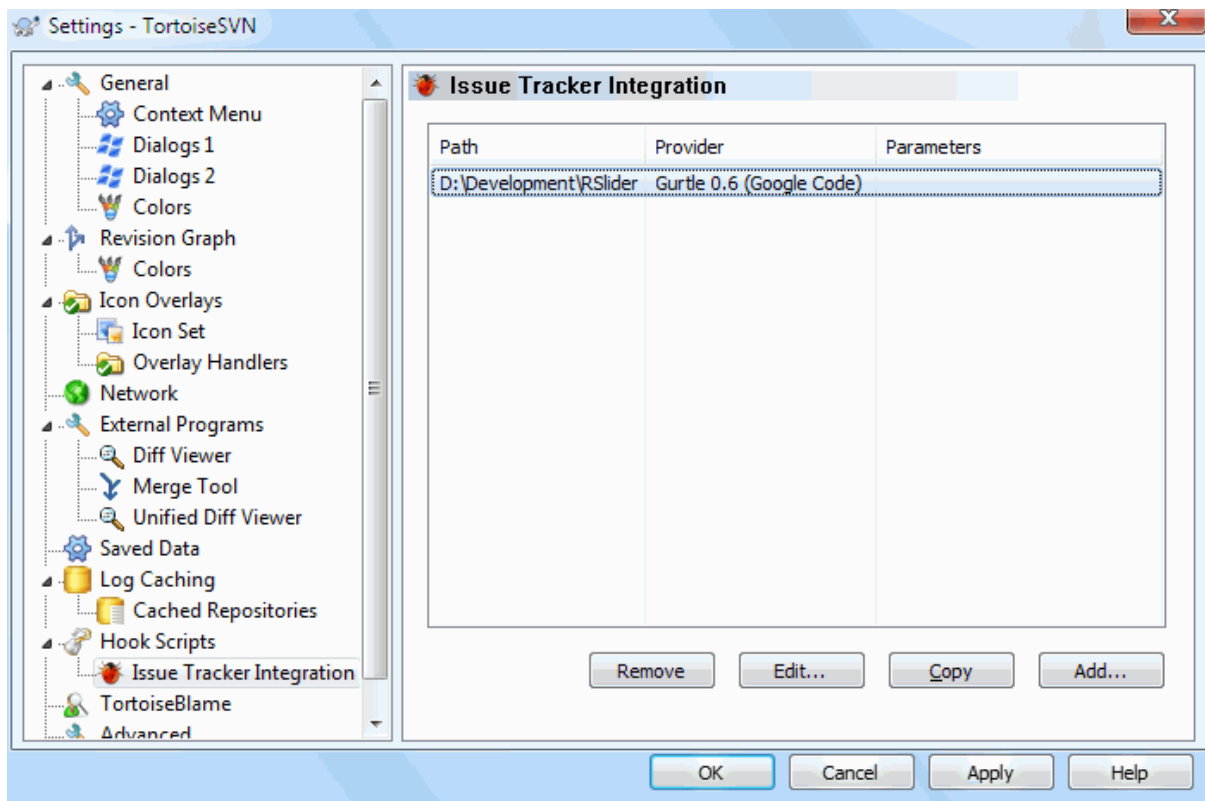 Settings - TortoiseSVN
General
Context Menu
Dialogs 1
Dialogs 2
Colors
Revision Graph
Colors
Icon Overlays
Icon Set
Overlay Handlers
Network
External Programs
Diff Viewer
Merge Tool
Unified Diff Viewer
Saved Data
Log Caching
Cached Repositories
Hook Scripts
Issue Tracker Integration
TortoiseBlame
Advanced
Issue Tracker Integration
Path Provider Parameters
D:\Development\RSlider Gurtle 0.6 (Google Code)
Remove Edit... Copy Add...
OK Cancel Apply Help